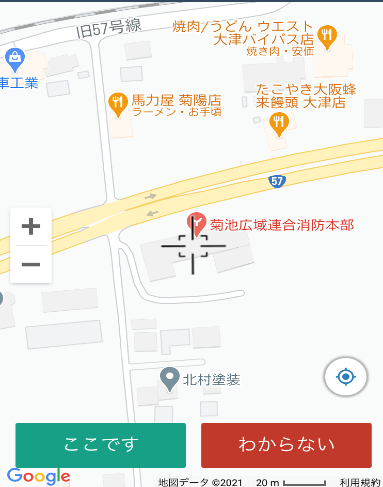 旧57号線
焼肉/うどん ウエスト
大津バイパス店
焼き肉・安価
車工業
たこやき大阪蜂
来饅頭 大津店
馬力屋 菊陽店
ラーメン・お手頃
57
菊池広域連合消防本部
+
−
北村塗装
ここです
わからない
Google
地図データ ©2021 20 m 利用規約